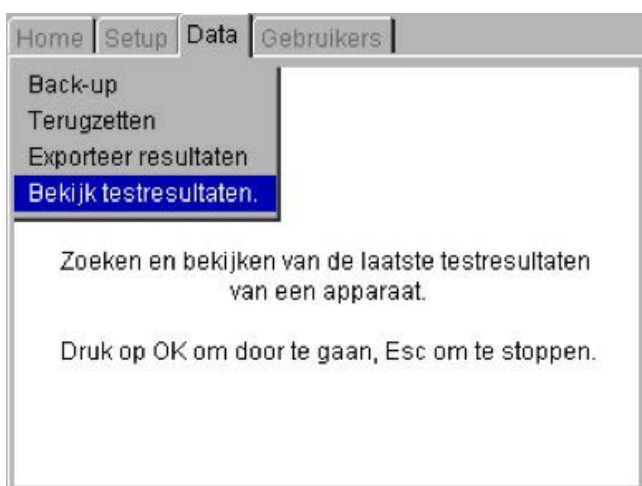 Home Setup Data Gebruikers
Back-up
Terugzetten
Exporteer resultaten
Bekijk testresultaten.
Zoeken en bekijken van de laatste testresultaten
van een apparaat.
Druk op OK om door te gaan, Esc om te stoppen.